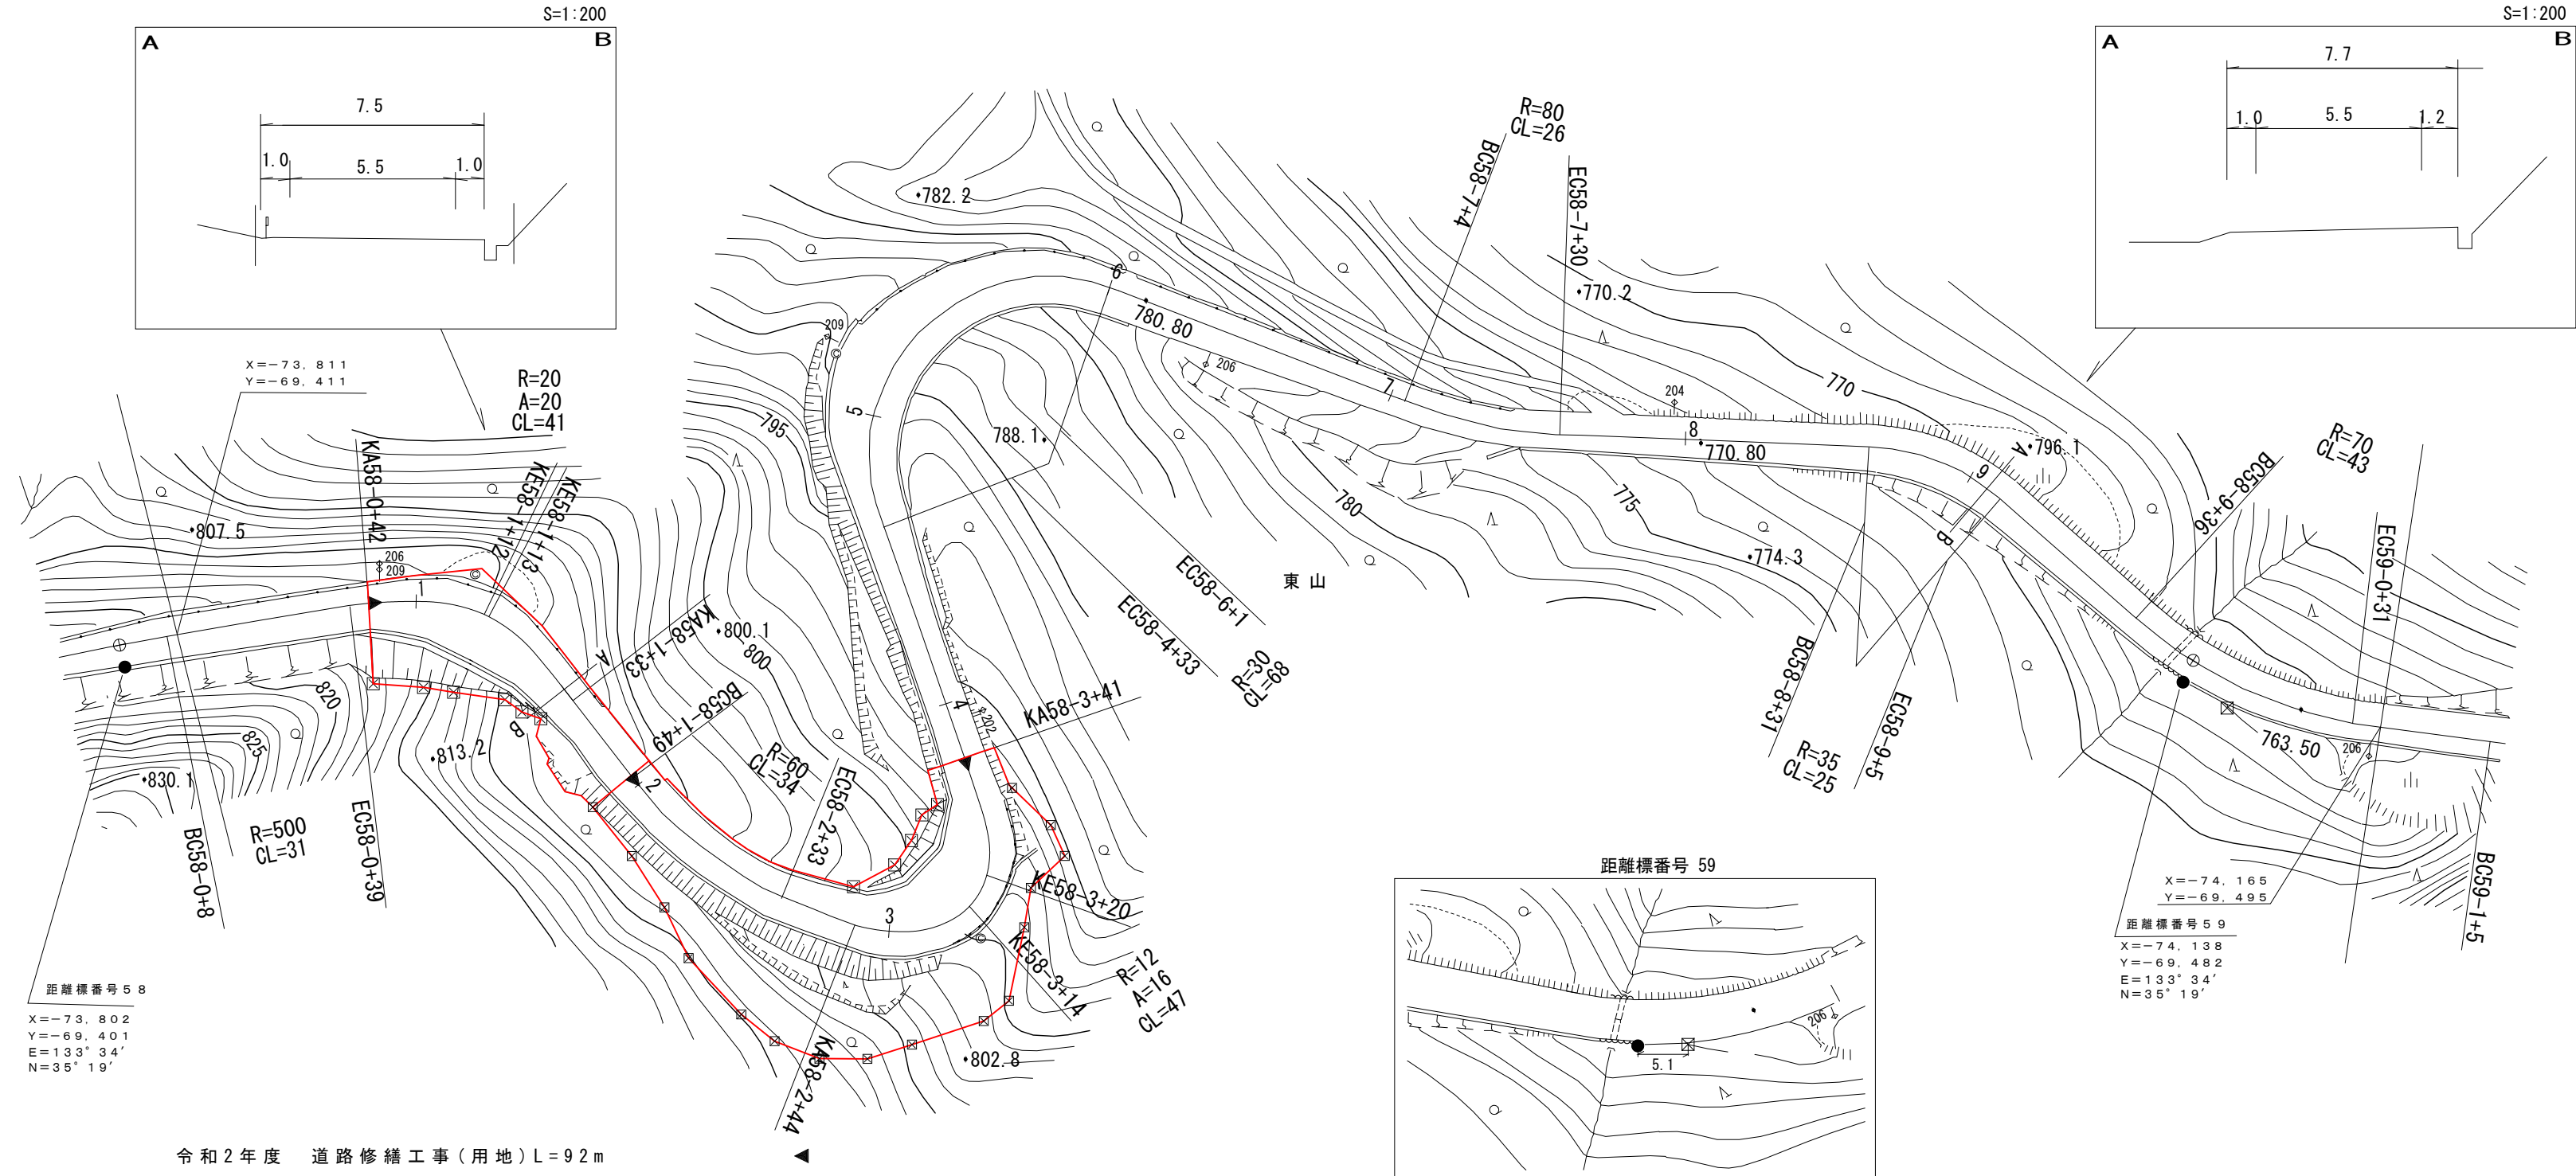 S=1:200
A
B
7.5
1.0
5.5
1.0
S=1:200
A
B
7.7
1.0
5.5
1.2
R=80
CL=26
BC58-7+4
EC58-7+30
782.2
770.2
6
780.80
209
206
204
7
8
770.80
770
796.1
9
A
B
R=70
CL=43
BC58-9+36
EC59-0+31
X=-73,811
Y=-69,411
R=20
A=20
CL=41
KA58-0+42
KE58-1+12
KE58-1+13
807.5
206
209
1
795
5
788.1
780
775
774.3
東山
EC58-6+1
EC58-4+33
R=30
CL=68
KA58-1+33
A
800.1
800
BC58-1+49
820
825
830.1
813.2
B
2
R=60
CL=34
EC58-2+33
4
202
KA58-3+41
BC58-8+31
EC58-9+5
R=35
CL=25
763.50
206
BC58-0+8
R=500
CL=31
EC58-0+39
3
KE58-3+20
KE58-3+14
R=12
A=16
CL=47
KA58-2+44
802.8
BC59-1+5
X=-74,165
Y=-69,495
距離標番号59
X=-74,138
Y=-69,482
E=133°34′
N=35°19′
距離標番号58
X=-73,802
Y=-69,401
E=133°34′
N=35°19′
距離標番号 59
206
5.1
令和2年度 道路修繕工事(用地)L=92m